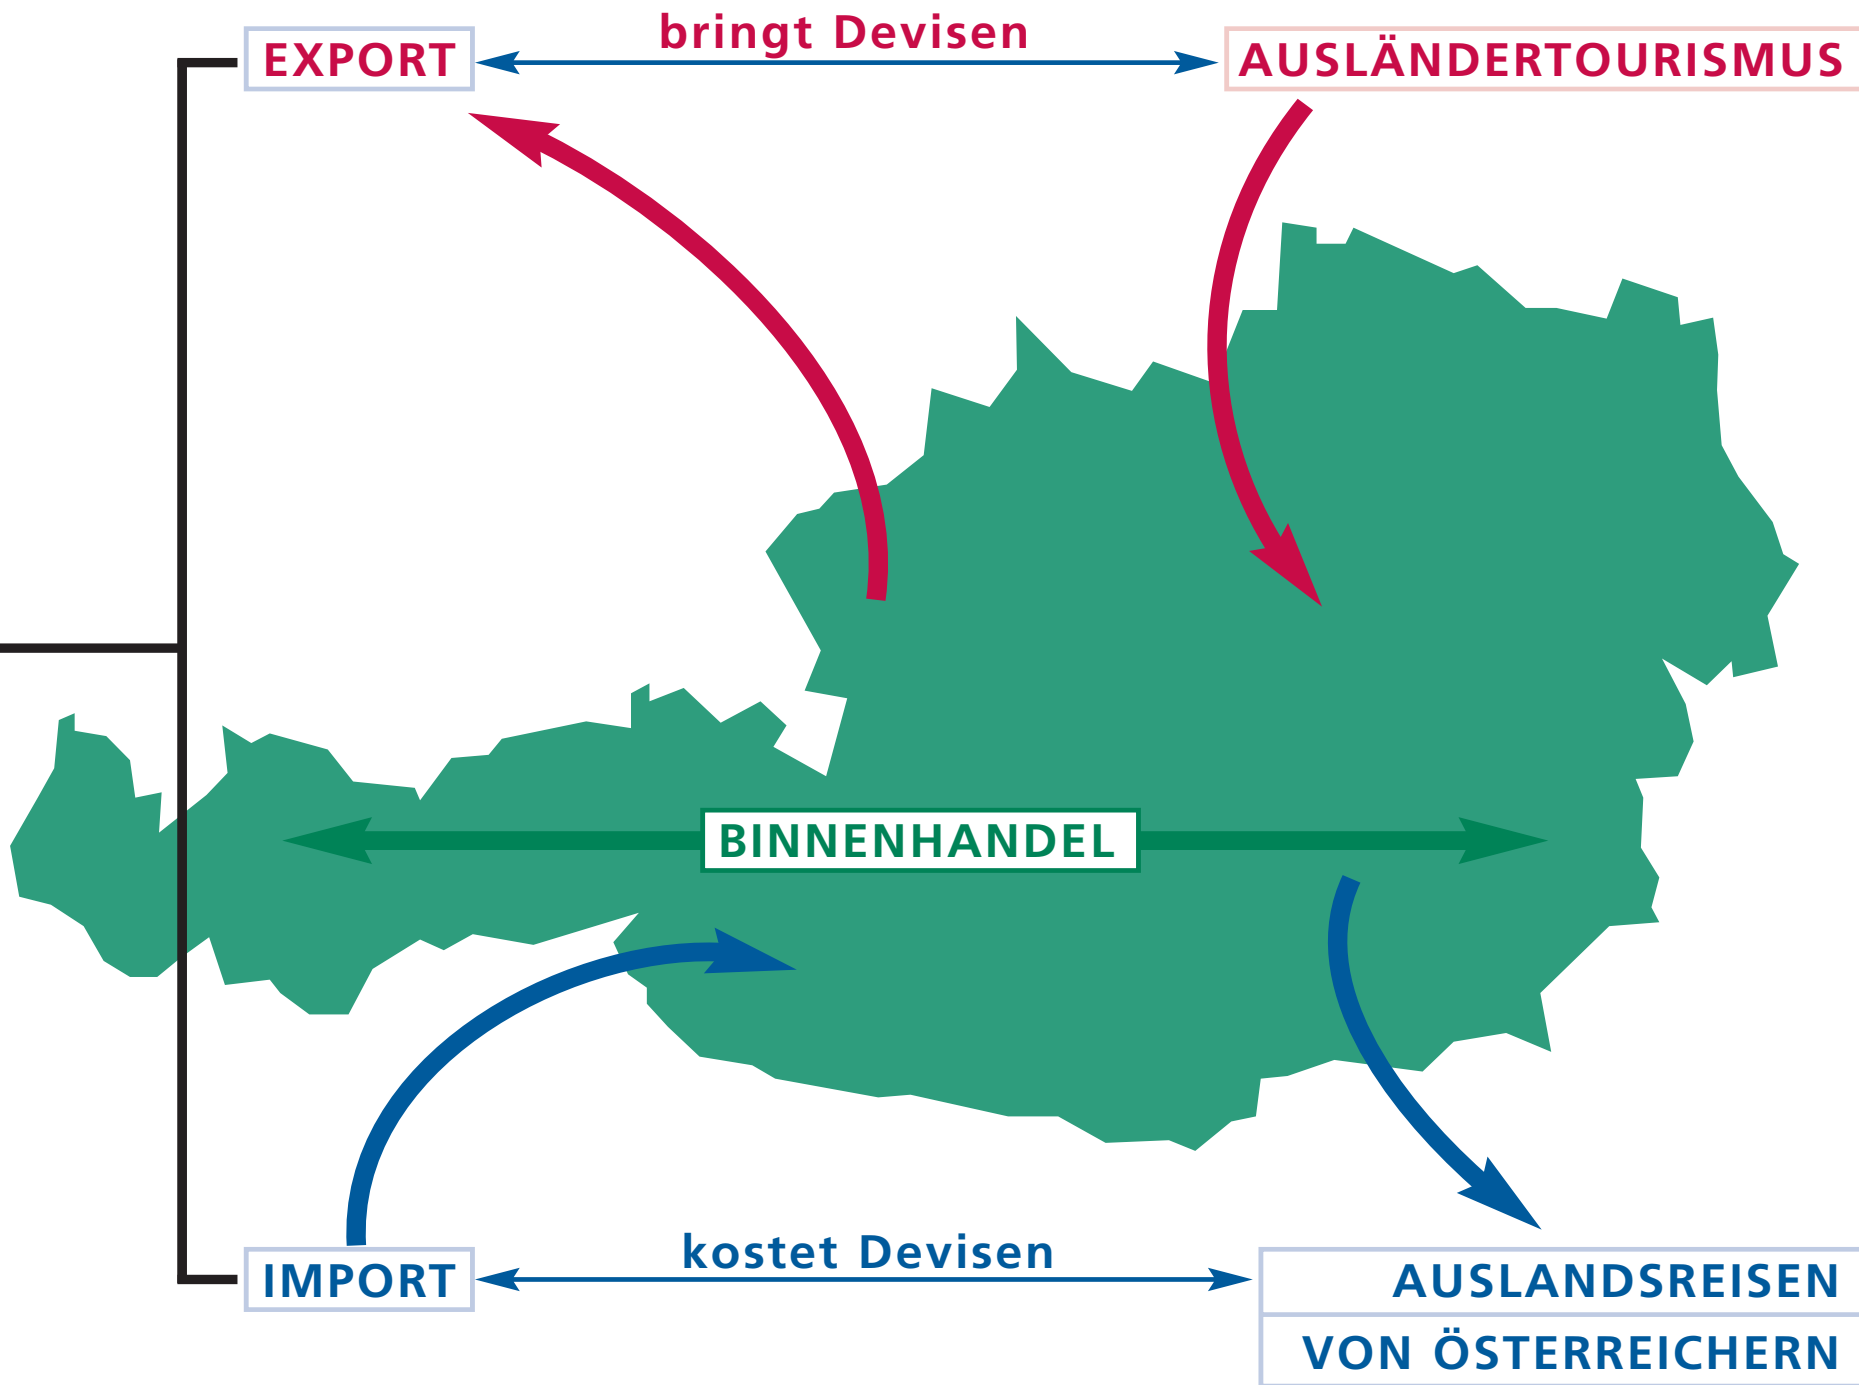 EXPORT
bringt Devisen
AUSLÄNDERTOURISMUS
BINNENHANDEL
IMPORT
kostet Devisen
AUSLANDSREISEN
VON ÖSTERREICHERN